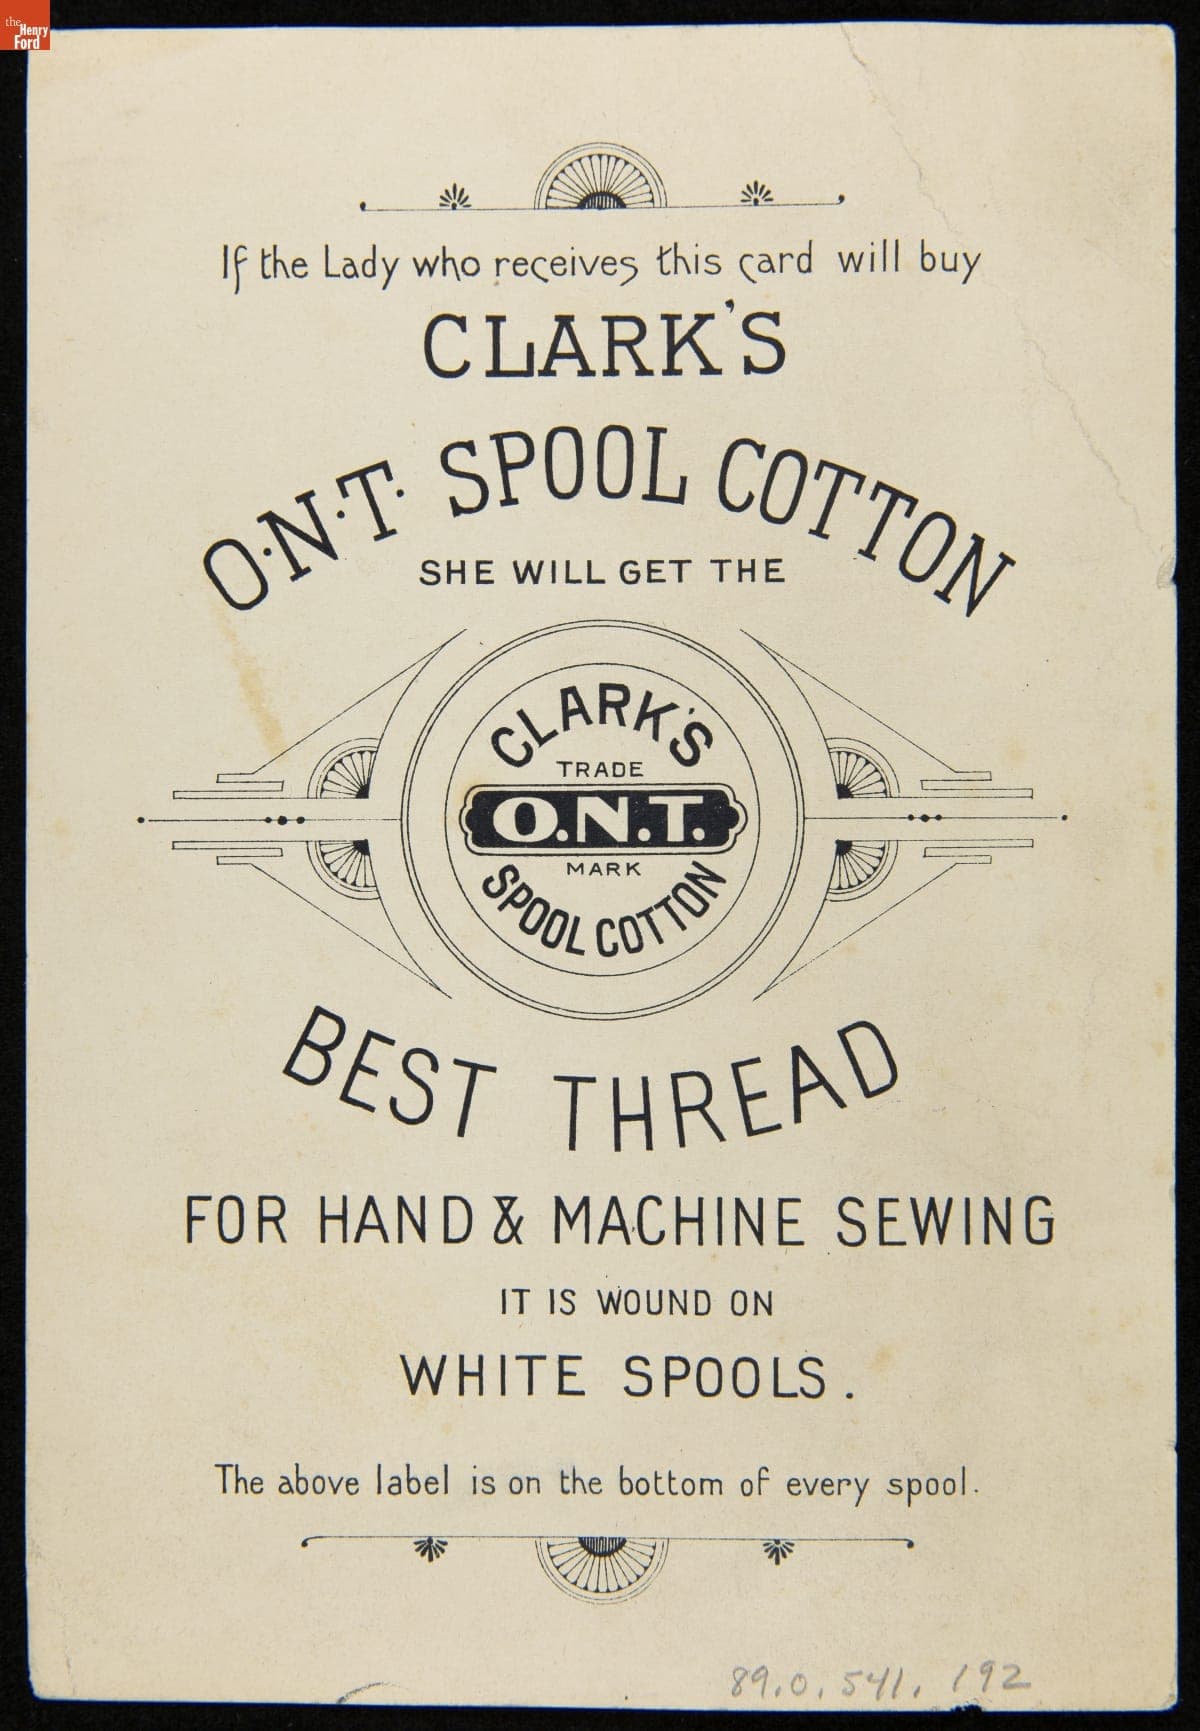 the
Henry
Ford
If the Lady who receives this card will buy
CLARK'S
O.N.T. SPOOL COTTON
SHE WILL GET THE
CLARK'S
TRADE
O.N.T.
MARK
SPOOL COTTON
BEST THREAD
FOR HAND & MACHINE SEWING
IT IS WOUND ON
WHITE SPOOLS.
The above label is on the bottom of every spool.
89.0.541.192